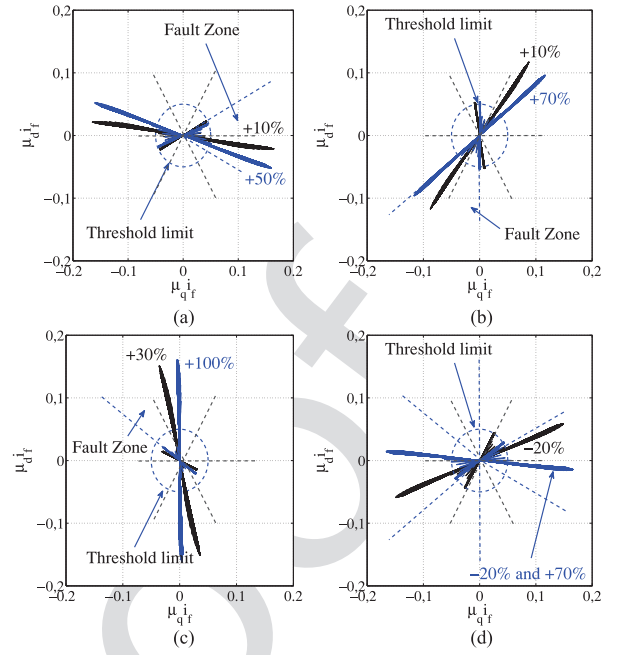 0,2
0.1
0
−0.1
−0.2
−0.2
−0.1
0
0.1
0.2
Fault Zone
+10%
+50%
Threshold limit
μd if
μq if
(a)
0,2
0,1
0
−0,1
−0.2
−0.2
−0,1
0
0,1
0.2
Threshold limit
+10%
+70%
Fault Zone
μd if
μq if
(b)
0,2
0,1
0
−0,1
−0.2
−0.2
−0,1
0
0,1
0.2
+30%
+100%
Fault Zone
Threshold limit
μd if
μq if
(c)
0,2
0,1
0
−0,1
−0.2
−0.2
−0,1
0
0,1
0.2
Threshold limit
−20%
−20% and +70%
μd if
μq if
(d)